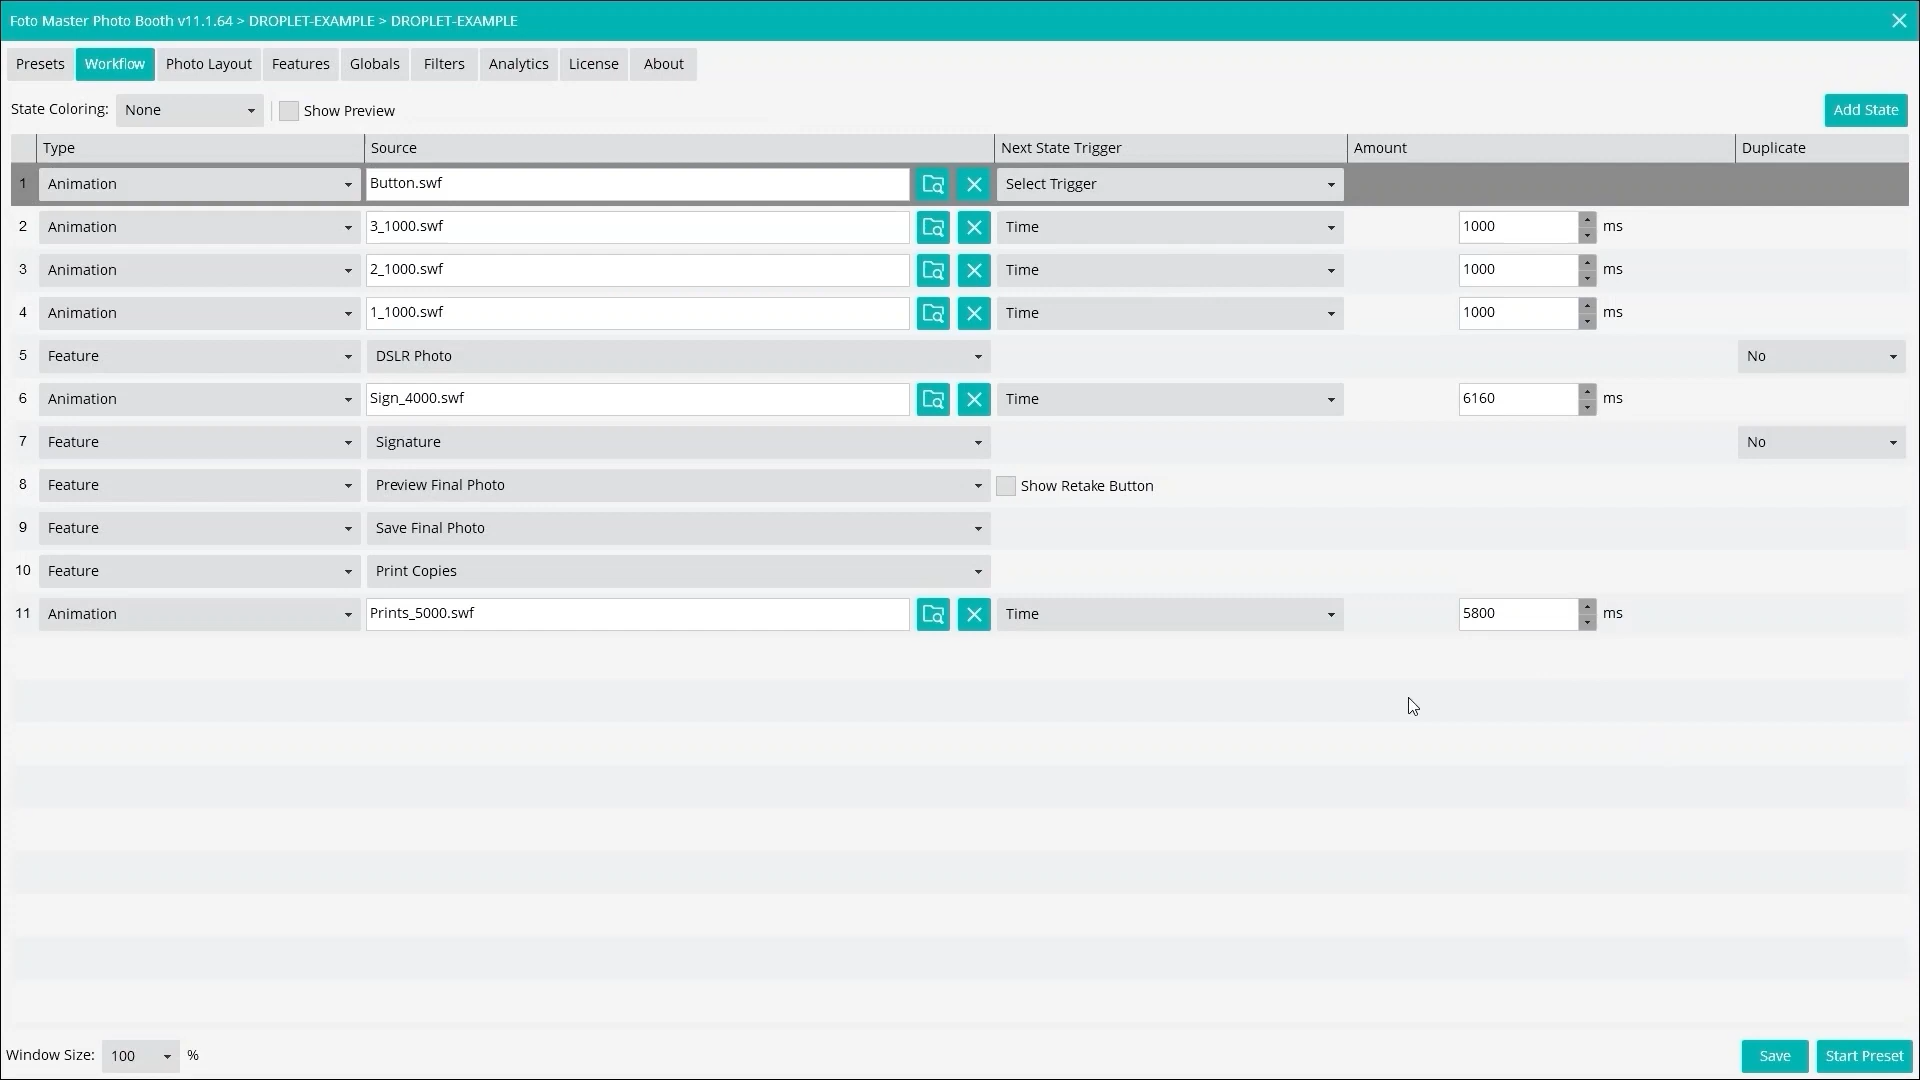 Foto Master Photo Booth v11.1.64 > DROPLET-EXAMPLE > DROPLET-EXAMPLE
Presets Workflow Photo Layout Features Globals Filters Analytics License About
State Coloring: None Show Preview Add State
Type Source Next State Trigger Amount Duplicate
1 Animation Button.swf Select Trigger
2 Animation 3_1000.swf Time 1000 ms
3 Animation 2_1000.swf Time 1000 ms
4 Animation 1_1000.swf Time 1000 ms
5 Feature DSLR Photo No
6 Animation Sign_4000.swf Time 6160 ms
7 Feature Signature No
8 Feature Preview Final Photo Show Retake Button
9 Feature Save Final Photo
10 Feature Print Copies
11 Animation Prints_5000.swf Time 5800 ms
Window Size: 100 % Save Start Preset